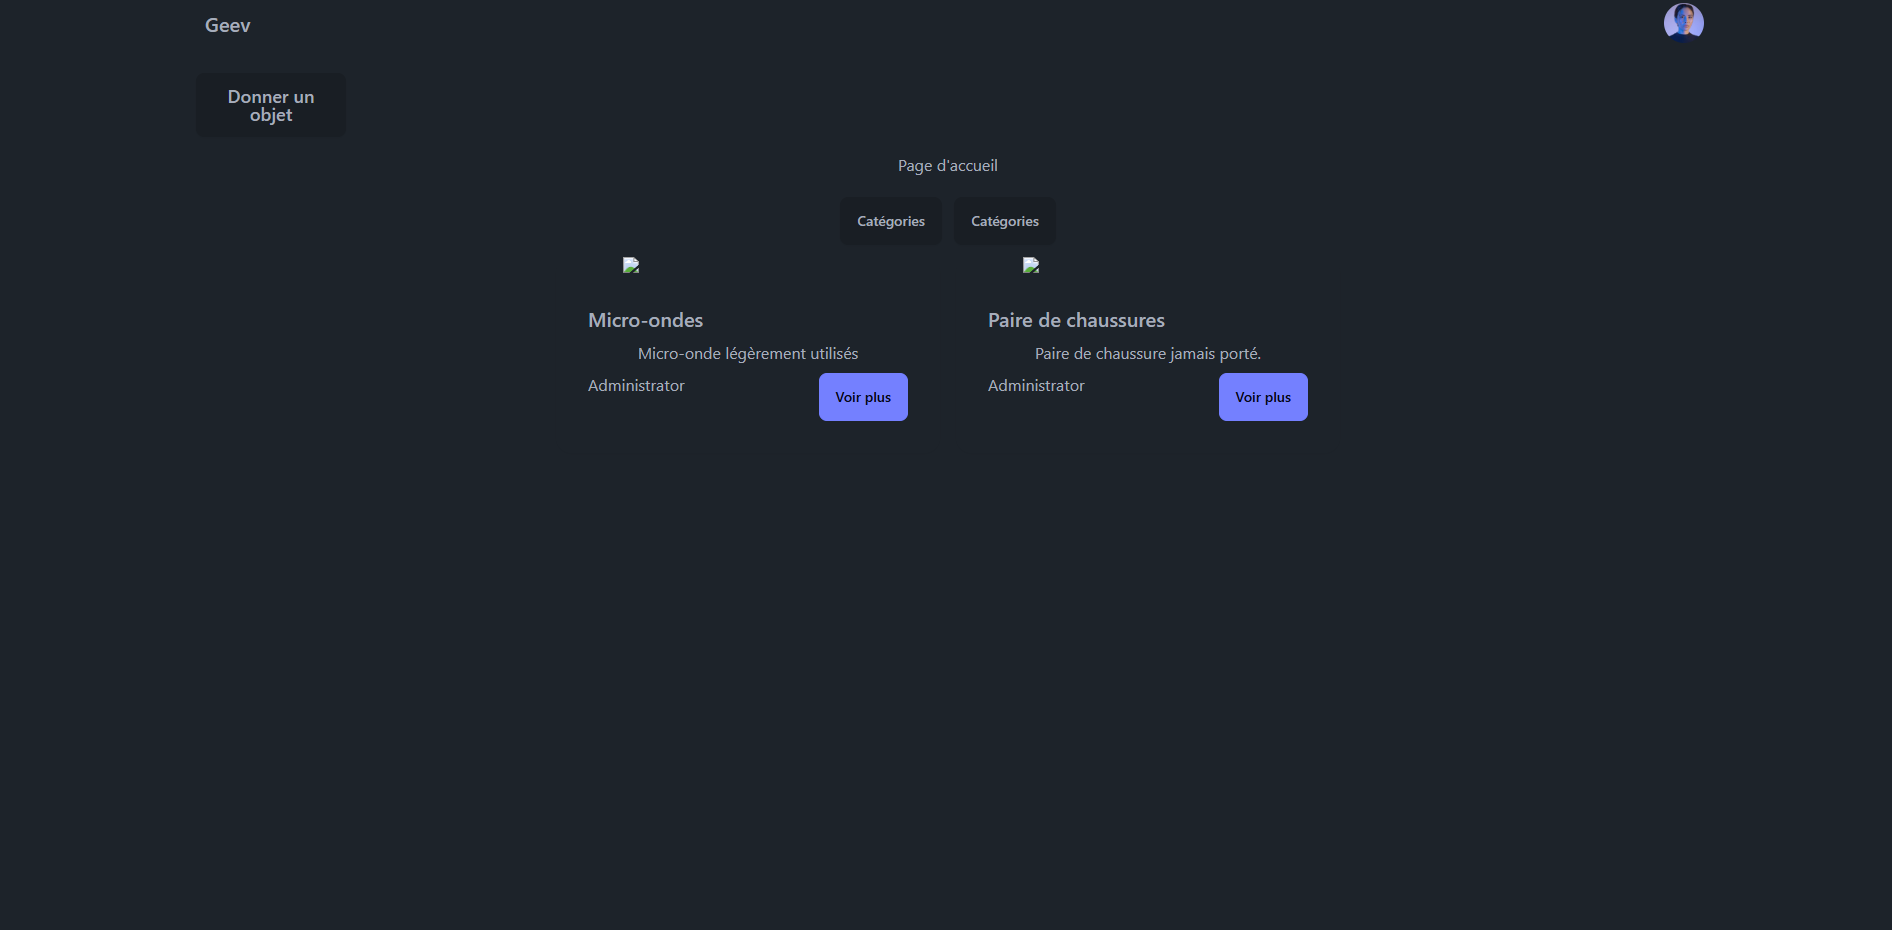 Geev
Donner un
objet
Page d'accueil
Catégories
Catégories
Micro-ondes
Micro-onde légèrement utilisés
Administrator
Voir plus
Paire de chaussures
Paire de chaussure jamais porté.
Administrator
Voir plus